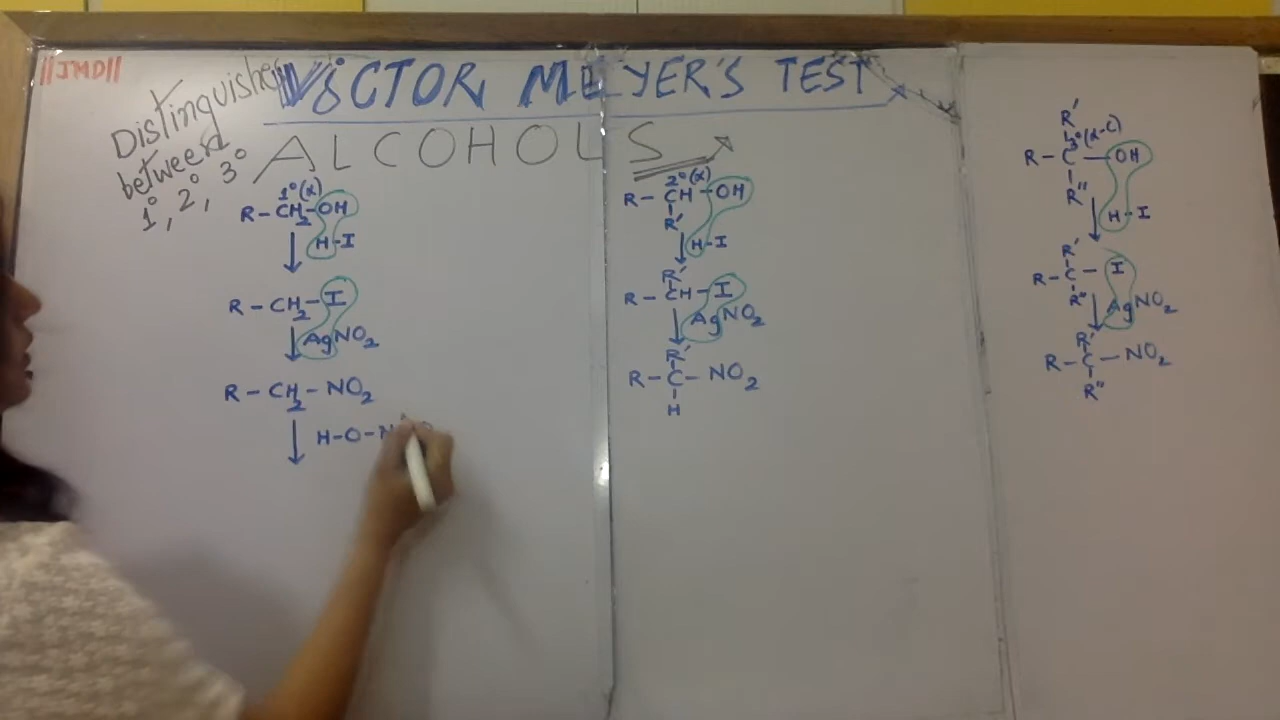 ||JMD||
VICTOR MEYER'S TEST
Distinguishes
between
1°, 2°, 3°
ALCOHOLS
1°(α)
R-CH2-OH
H-I
R-CH2-I
AgNO2
R-CH2-NO2
H-O-N
2°(α)
R-CH-OH
R'
H-I
R'
R-CH-I
AgNO2
R'
R-C-NO2
H
R'
3°(α-C)
R-C-OH
R"
H-I
R'
R-C-I
R"
AgNO2
R'
R-C-NO2
R"